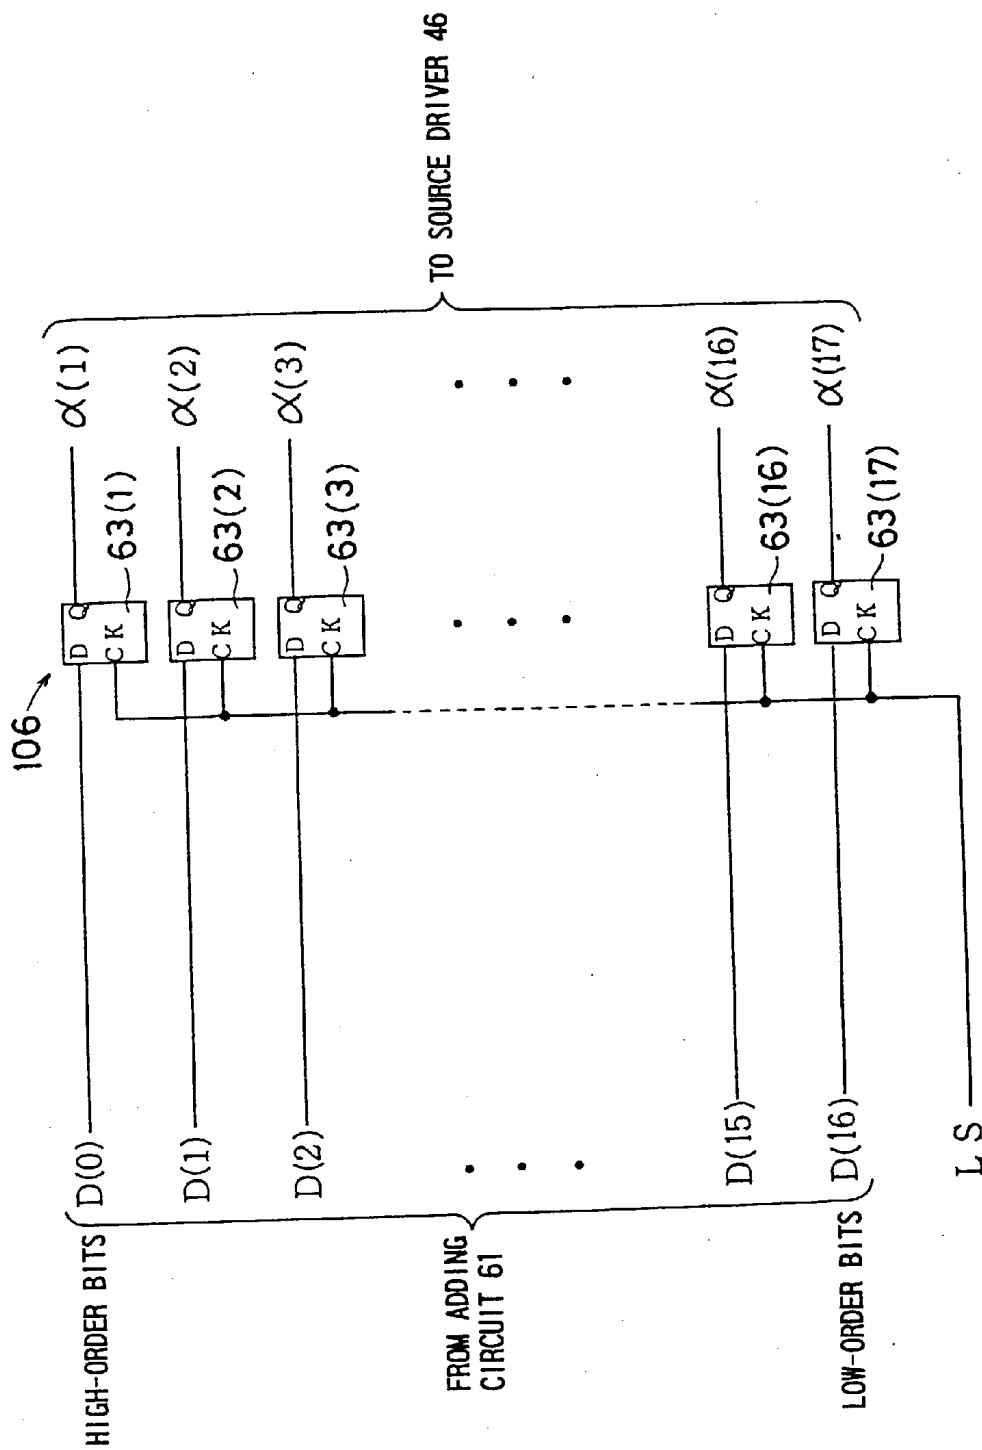 106
HIGH-ORDER BITS
D(0)
D Q
CK
63(1)
α(1)
D(1)
D Q
CK
63(2)
α(2)
D(2)
D Q
CK
63(3)
α(3)
FROM ADDING
CIRCUIT 61
TO SOURCE DRIVER 46
D(15)
D Q
CK
63(16)
α(16)
LOW-ORDER BITS
D(16)
D Q
CK
63(17)
α(17)
LS